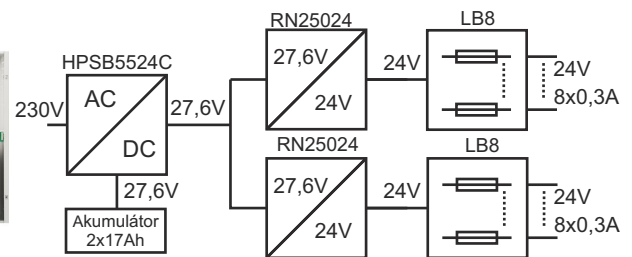 RN25024
LB8
HPSB5524C
27,6V
24V
24V
24V
8x0,3A
230V
AC
DC
27,6V
27,6V
Akumulátor
2x17Ah
RN25024
LB8
27,6V
24V
24V
24V
8x0,3A